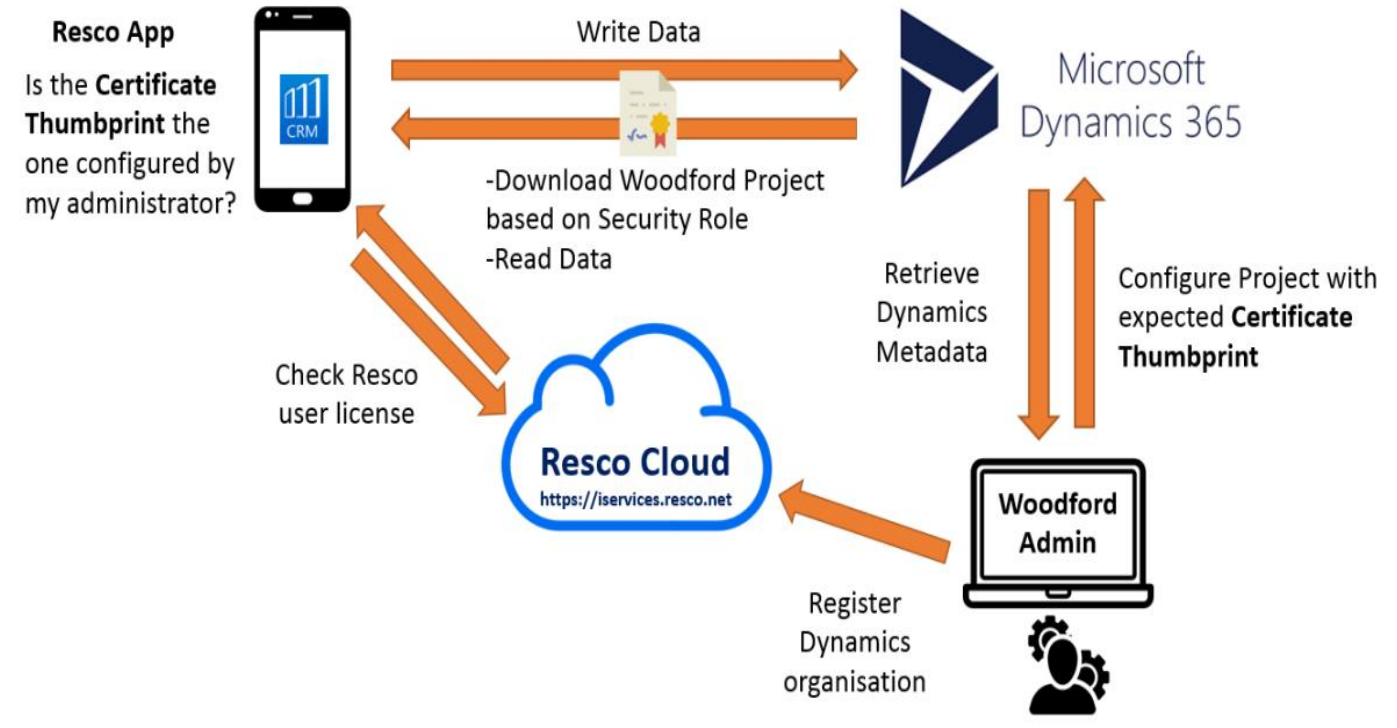 Resco App
Is the Certificate
Thumbprint the
one configured by
my administrator?
CRM
Write Data
-Download Woodford Project
based on Security Role
-Read Data
Microsoft
Dynamics 365
Retrieve
Dynamics
Metadata
Configure Project with
expected Certificate
Thumbprint
Check Resco
user license
Resco Cloud
https://iservices.resco.net
Woodford
Admin
Register
Dynamics
organisation